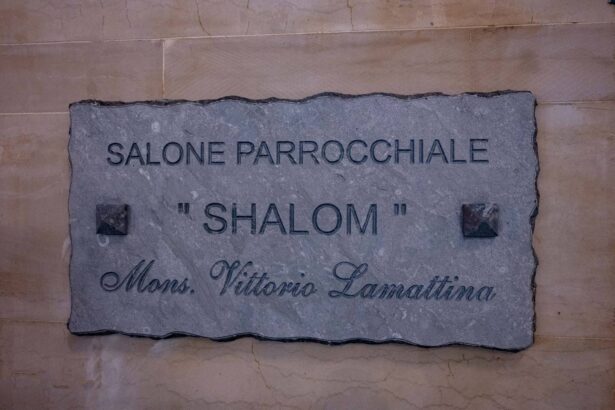 SALONE PARROCCHIALE
" SHALOM "
Mons. Vittorio Lamattina